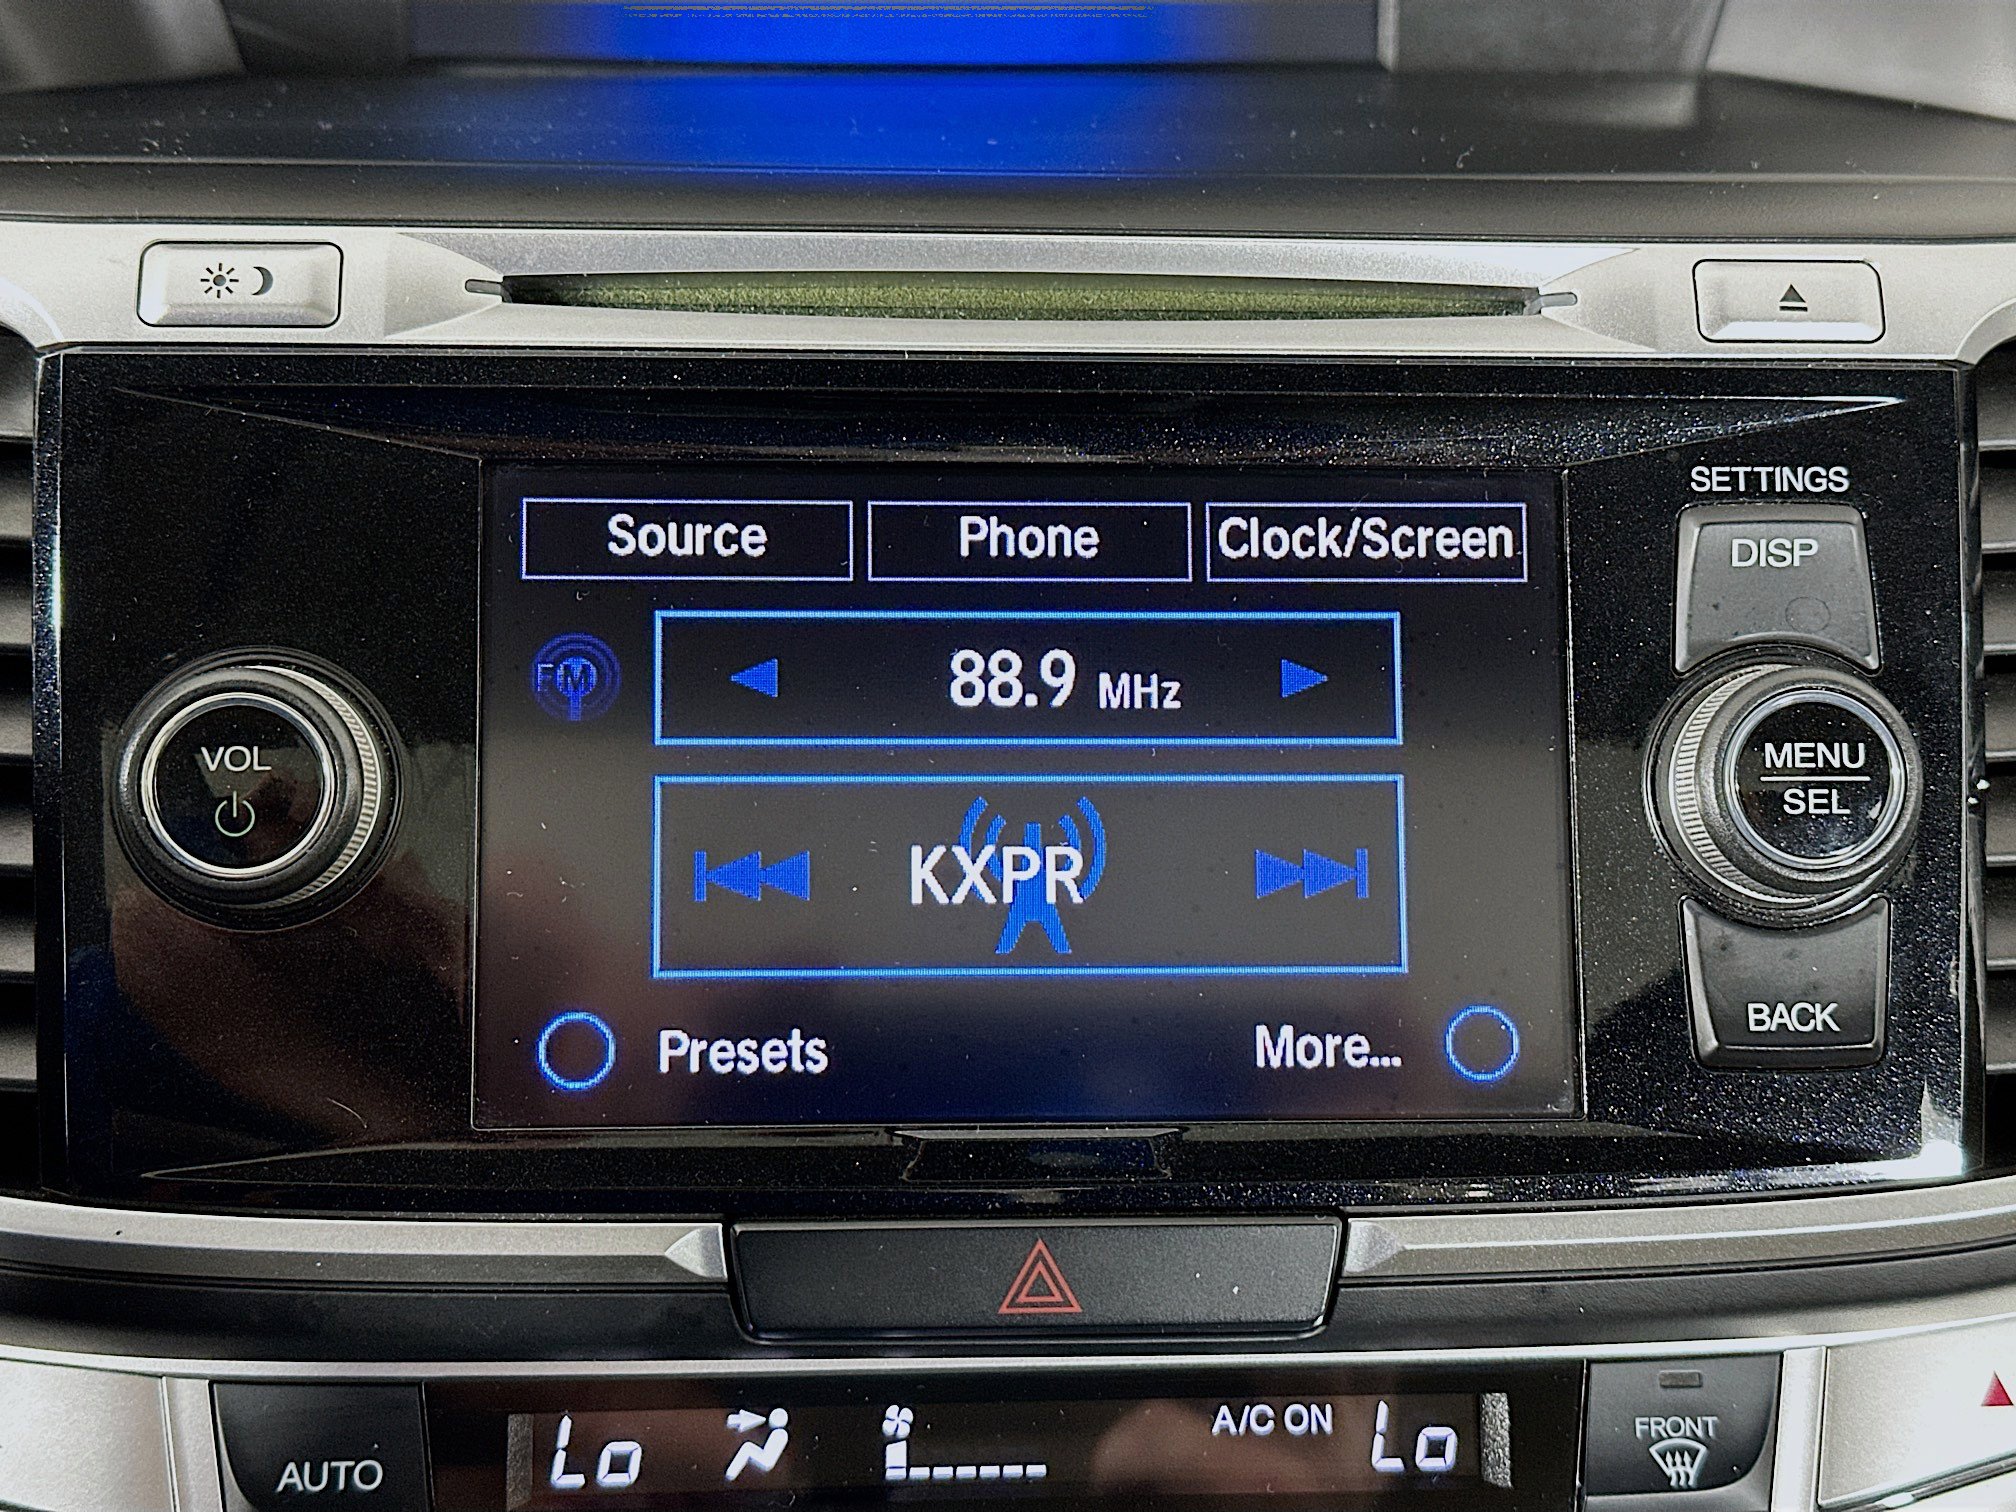 SETTINGS
Source
Phone
Clock/Screen
DISP
FM
88.9 MHz
VOL
MENU
SEL
KXPR
BACK
Presets
More...
A/C ON
Lo
Lo
AUTO
FRONT